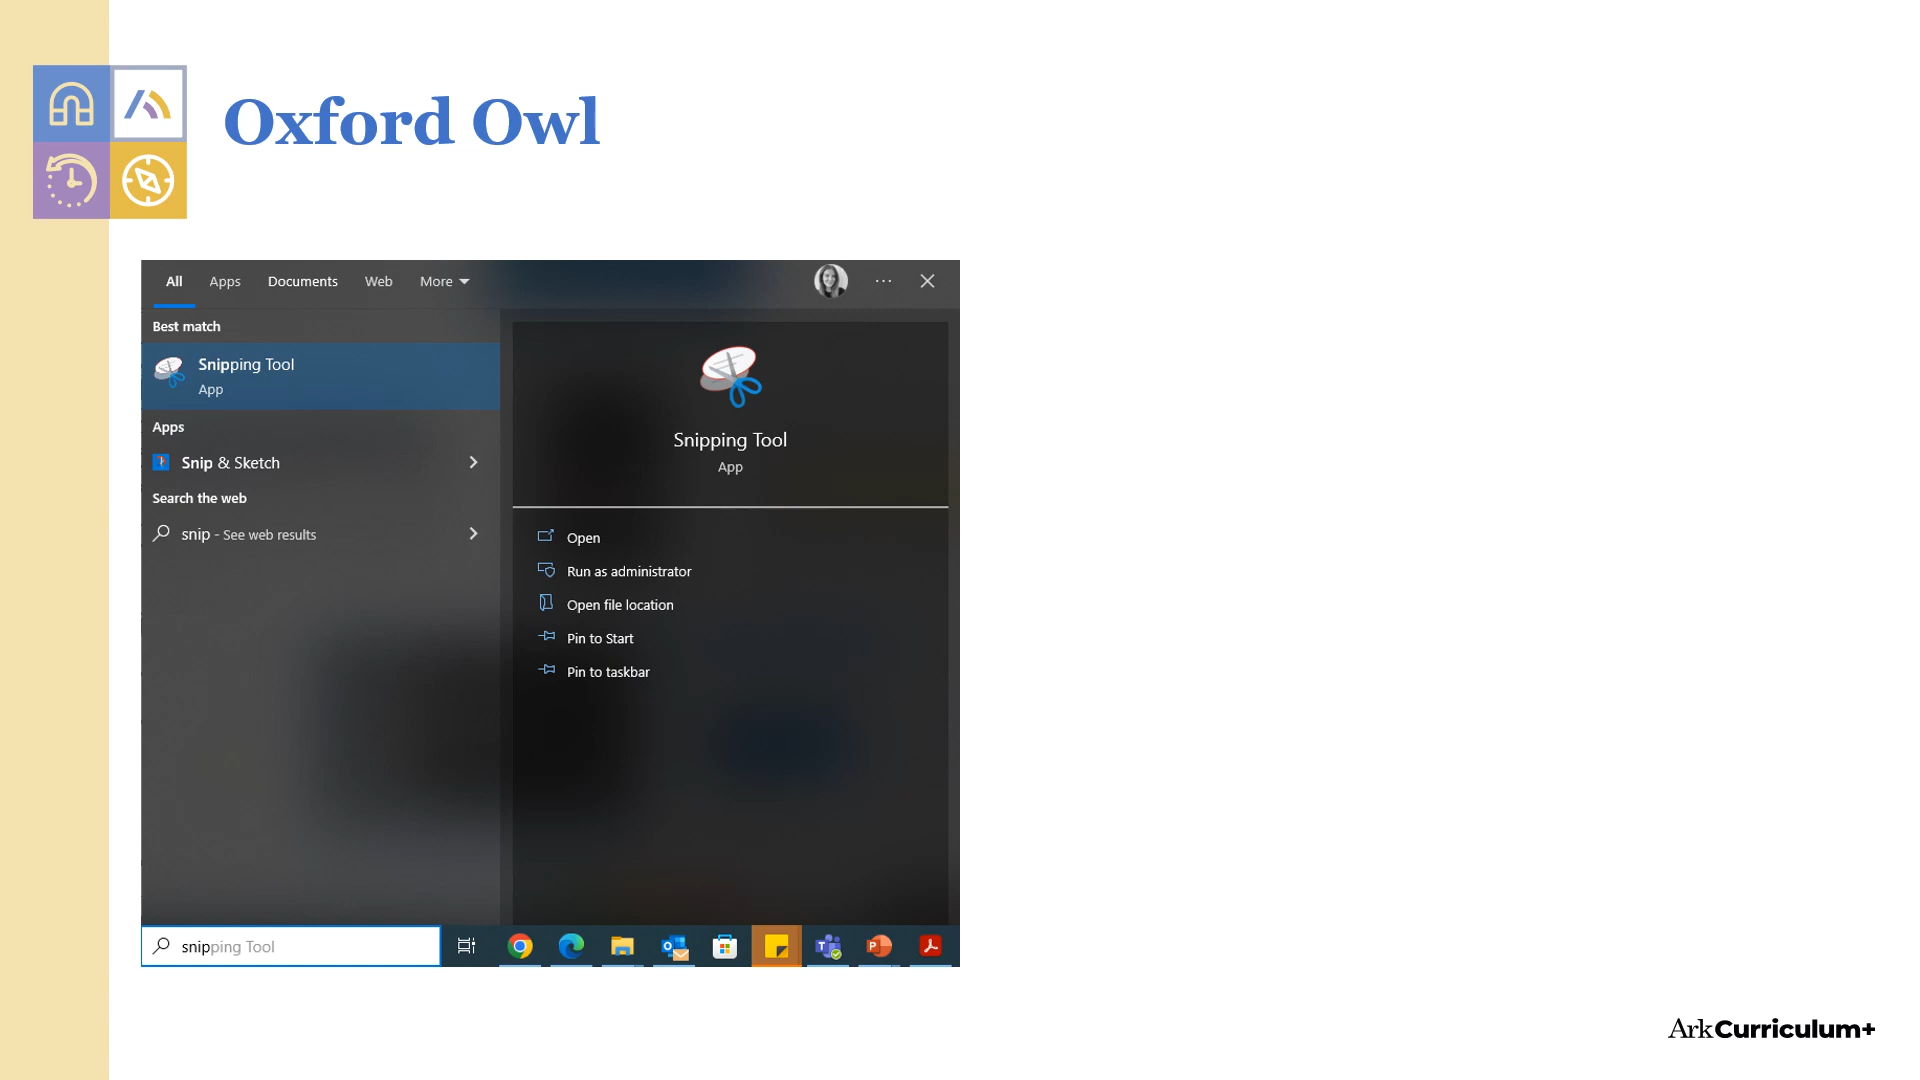 Oxford Owl
All Apps Documents Web More
Best match
Snipping Tool
App
Apps
Snip & Sketch
Search the web
snip - See web results
Snipping Tool
App
Open
Run as administrator
Open file location
Pin to Start
Pin to taskbar
snipping Tool
ArkCurriculum+